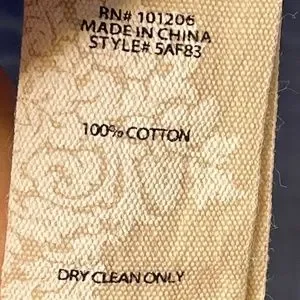 RN# 101206
MADE IN CHINA
STYLE# 5AF83
100% COTTON
DRY CLEAN ONLY